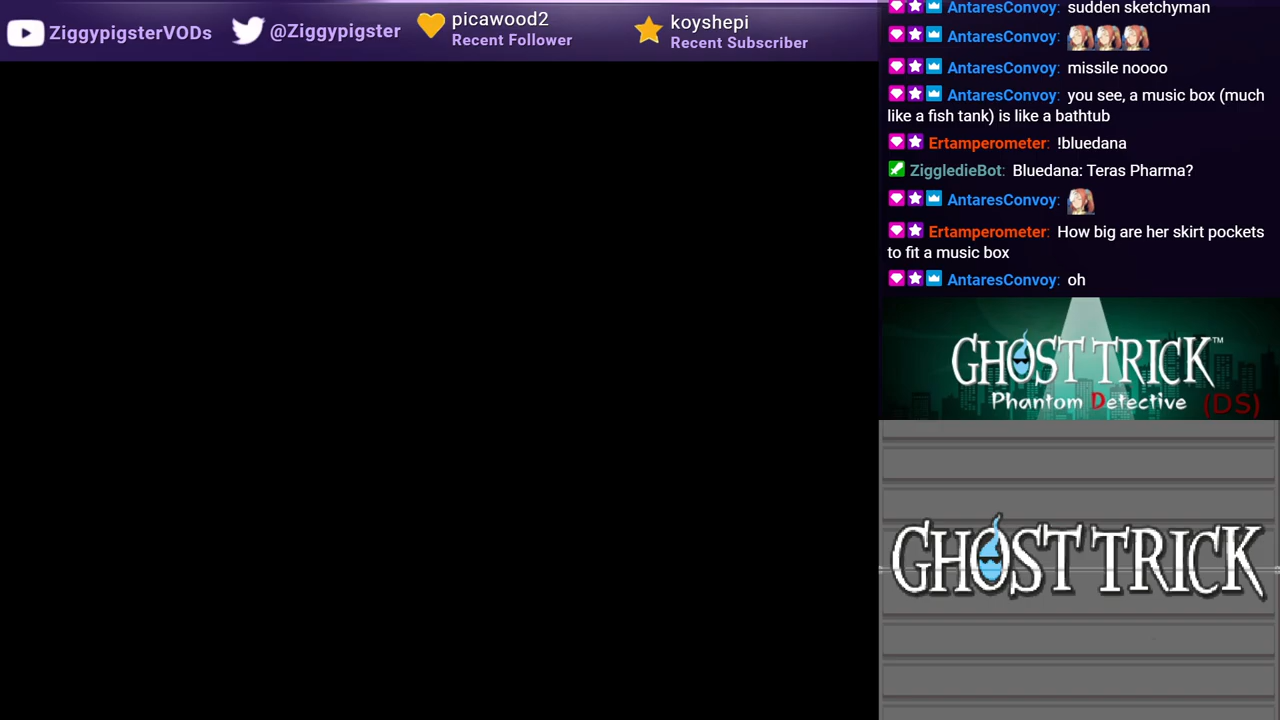 ZiggypigsterVODs
@Ziggypigster
picawood2
Recent Follower
koyshepi
Recent Subscriber
AntaresConvoy: sudden sketchyman
AntaresConvoy:
AntaresConvoy: missile noooo
AntaresConvoy: you see, a music box (much
like a fish tank) is like a bathtub
Ertamperometer: !bluedana
ZiggledieBot: Bluedana: Teras Pharma?
AntaresConvoy:
Ertamperometer: How big are her skirt pockets
to fit a music box
AntaresConvoy: oh
GHOST TRICK™
Phantom Detective (DS)
GHOST TRICK